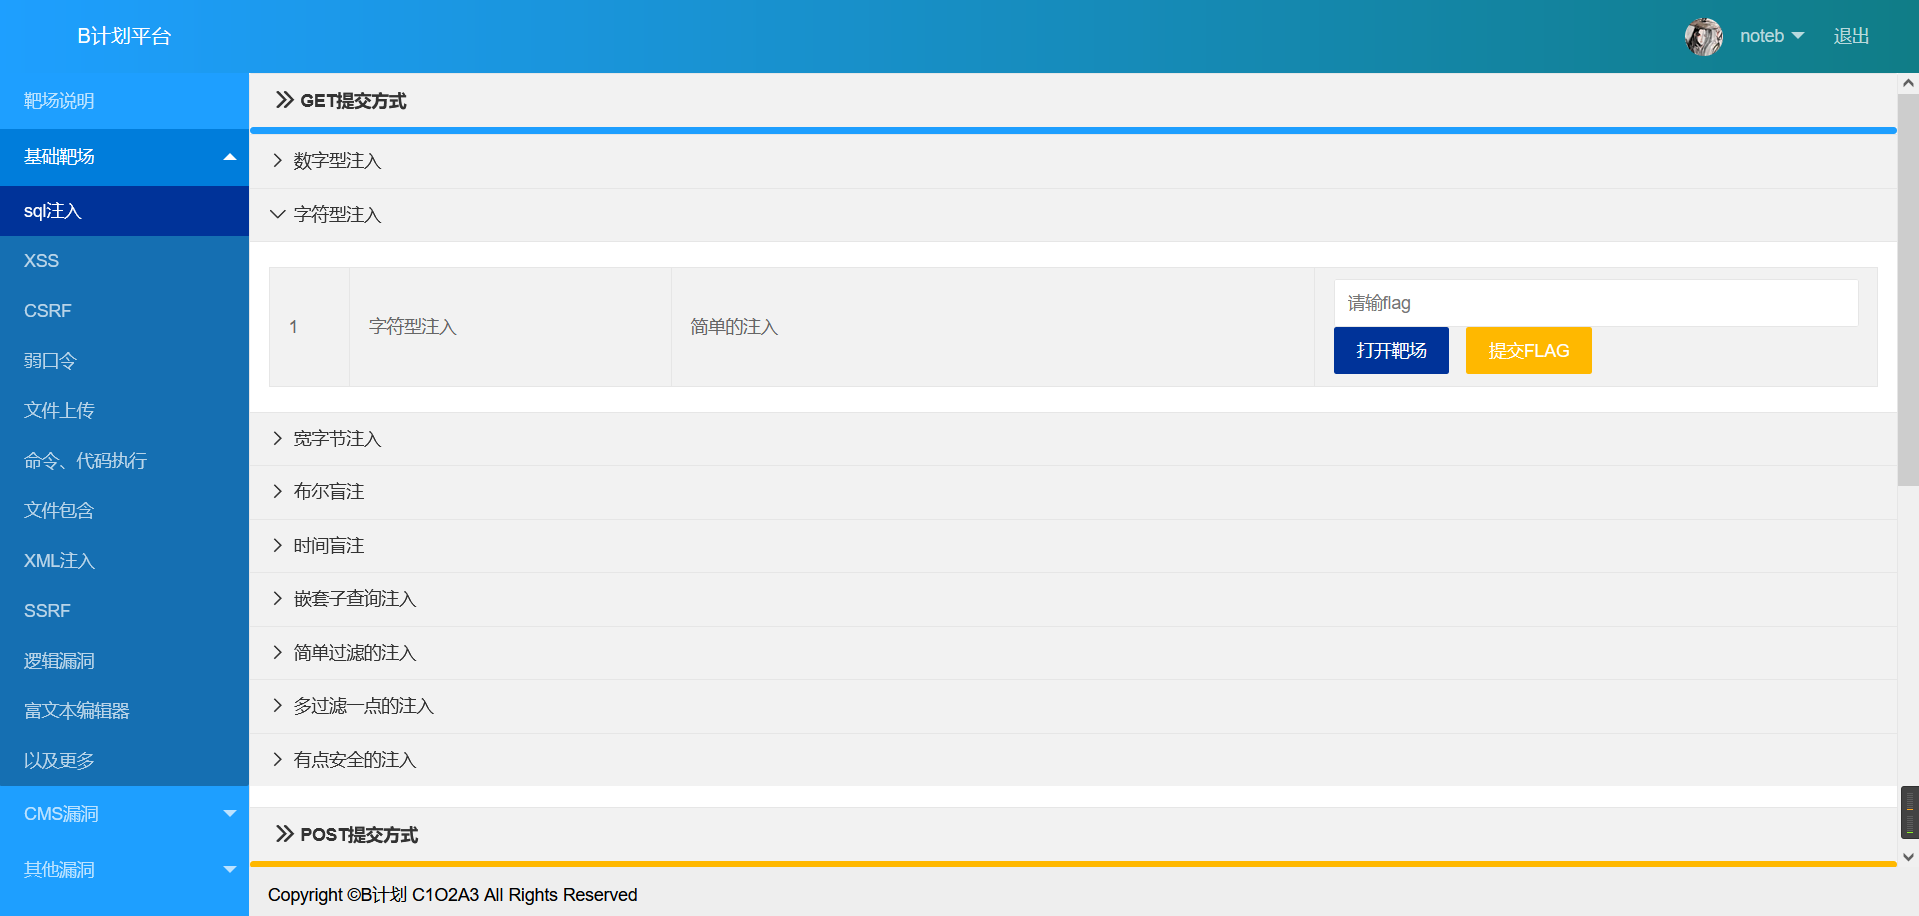 B计划平台
noteb
退出
靶场说明
基础靶场
sql注入
XSS
CSRF
弱口令
文件上传
命令、代码执行
文件包含
XML注入
SSRF
逻辑漏洞
富文本编辑器
以及更多
CMS漏洞
其他漏洞
GET提交方式
数字型注入
字符型注入
1 字符型注入 简单的注入 请输flag
打开靶场 提交FLAG
宽字节注入
布尔盲注
时间盲注
嵌套子查询注入
简单过滤的注入
多过滤一点的注入
有点安全的注入
POST提交方式
Copyright ©B计划 C1O2A3 All Rights Reserved